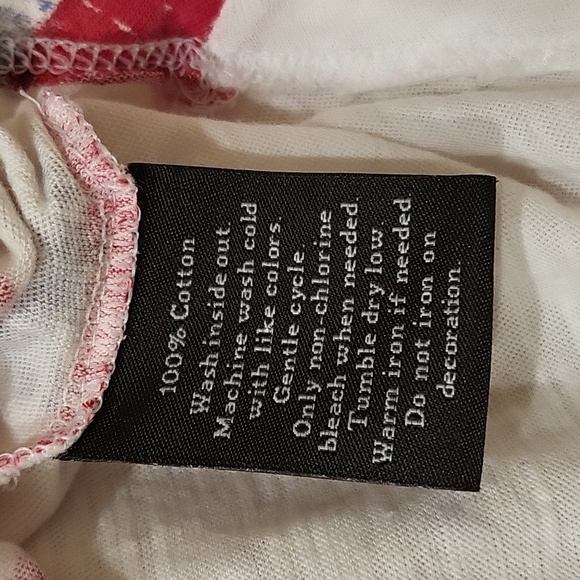 100% Cotton
Wash inside out
Machine wash cold
with like colors.
Gentle cycle.
Only non-chlorine
bleach when needed
Tumble dry low.
Warm iron if needed.
Do not iron on
decoration.